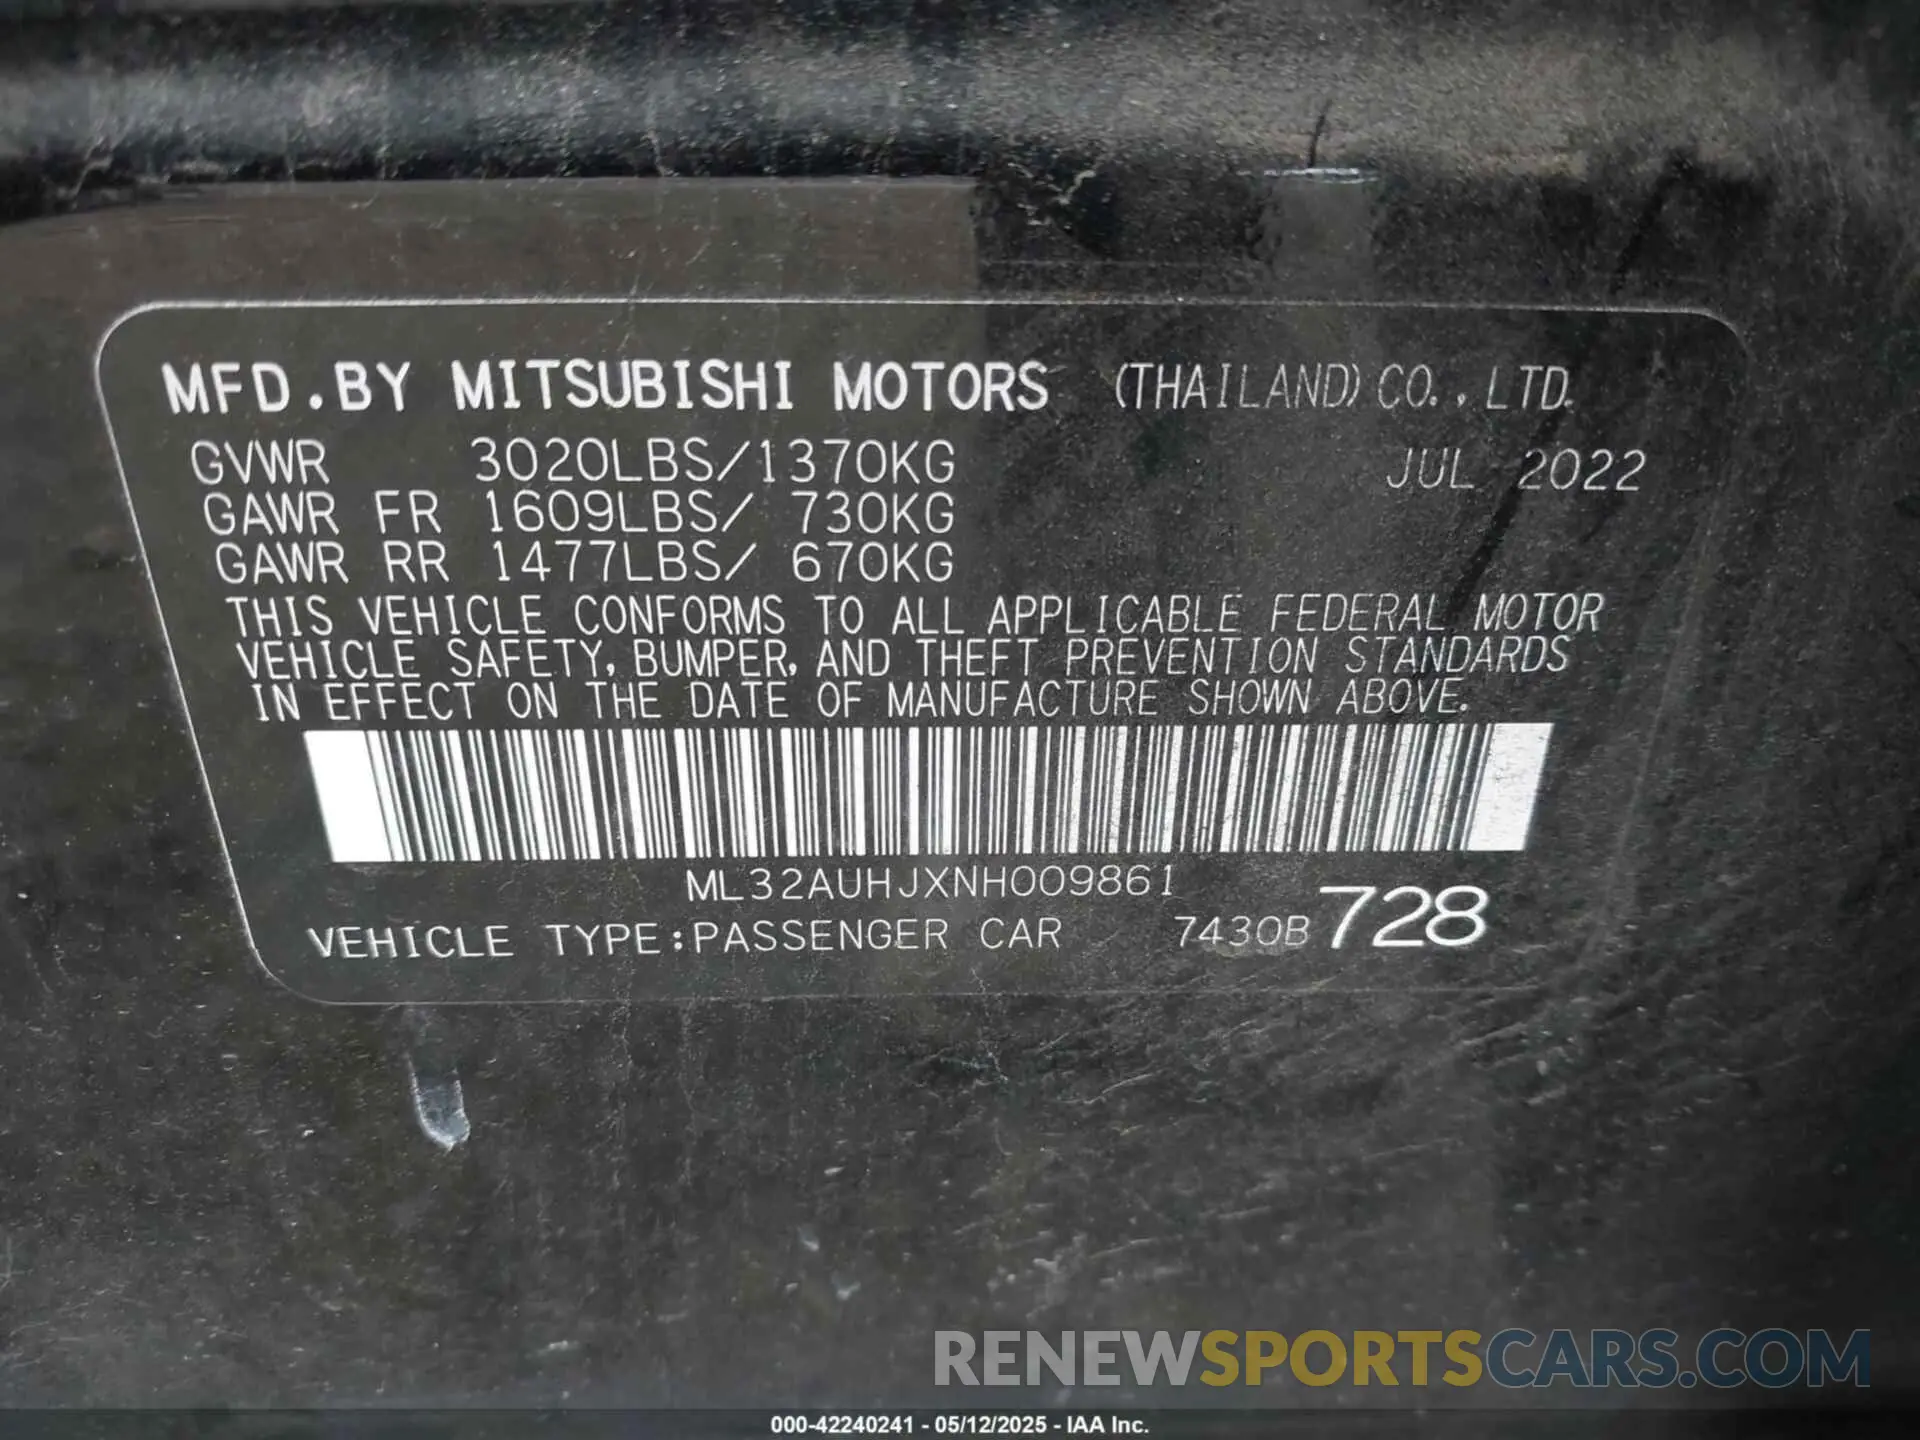 MFD.BY MITSUBISHI MOTORS (THAILAND) CO., LTD.
GVWR 3020LBS/1370KG JUL 2022
GAWR FR 1609LBS/ 730KG
GAWR RR 1477LBS/ 670KG
THIS VEHICLE CONFORMS TO ALL APPLICABLE FEDERAL MOTOR
VEHICLE SAFETY, BUMPER, AND THEFT PREVENTION STANDARDS
IN EFFECT ON THE DATE OF MANUFACTURE SHOWN ABOVE.
ML32AUHJXNH009861
VEHICLE TYPE:PASSENGER CAR 7430B728
RENEWSPORTSCARS.COM
000-42240241 - 05/12/2025 - IAA Inc.